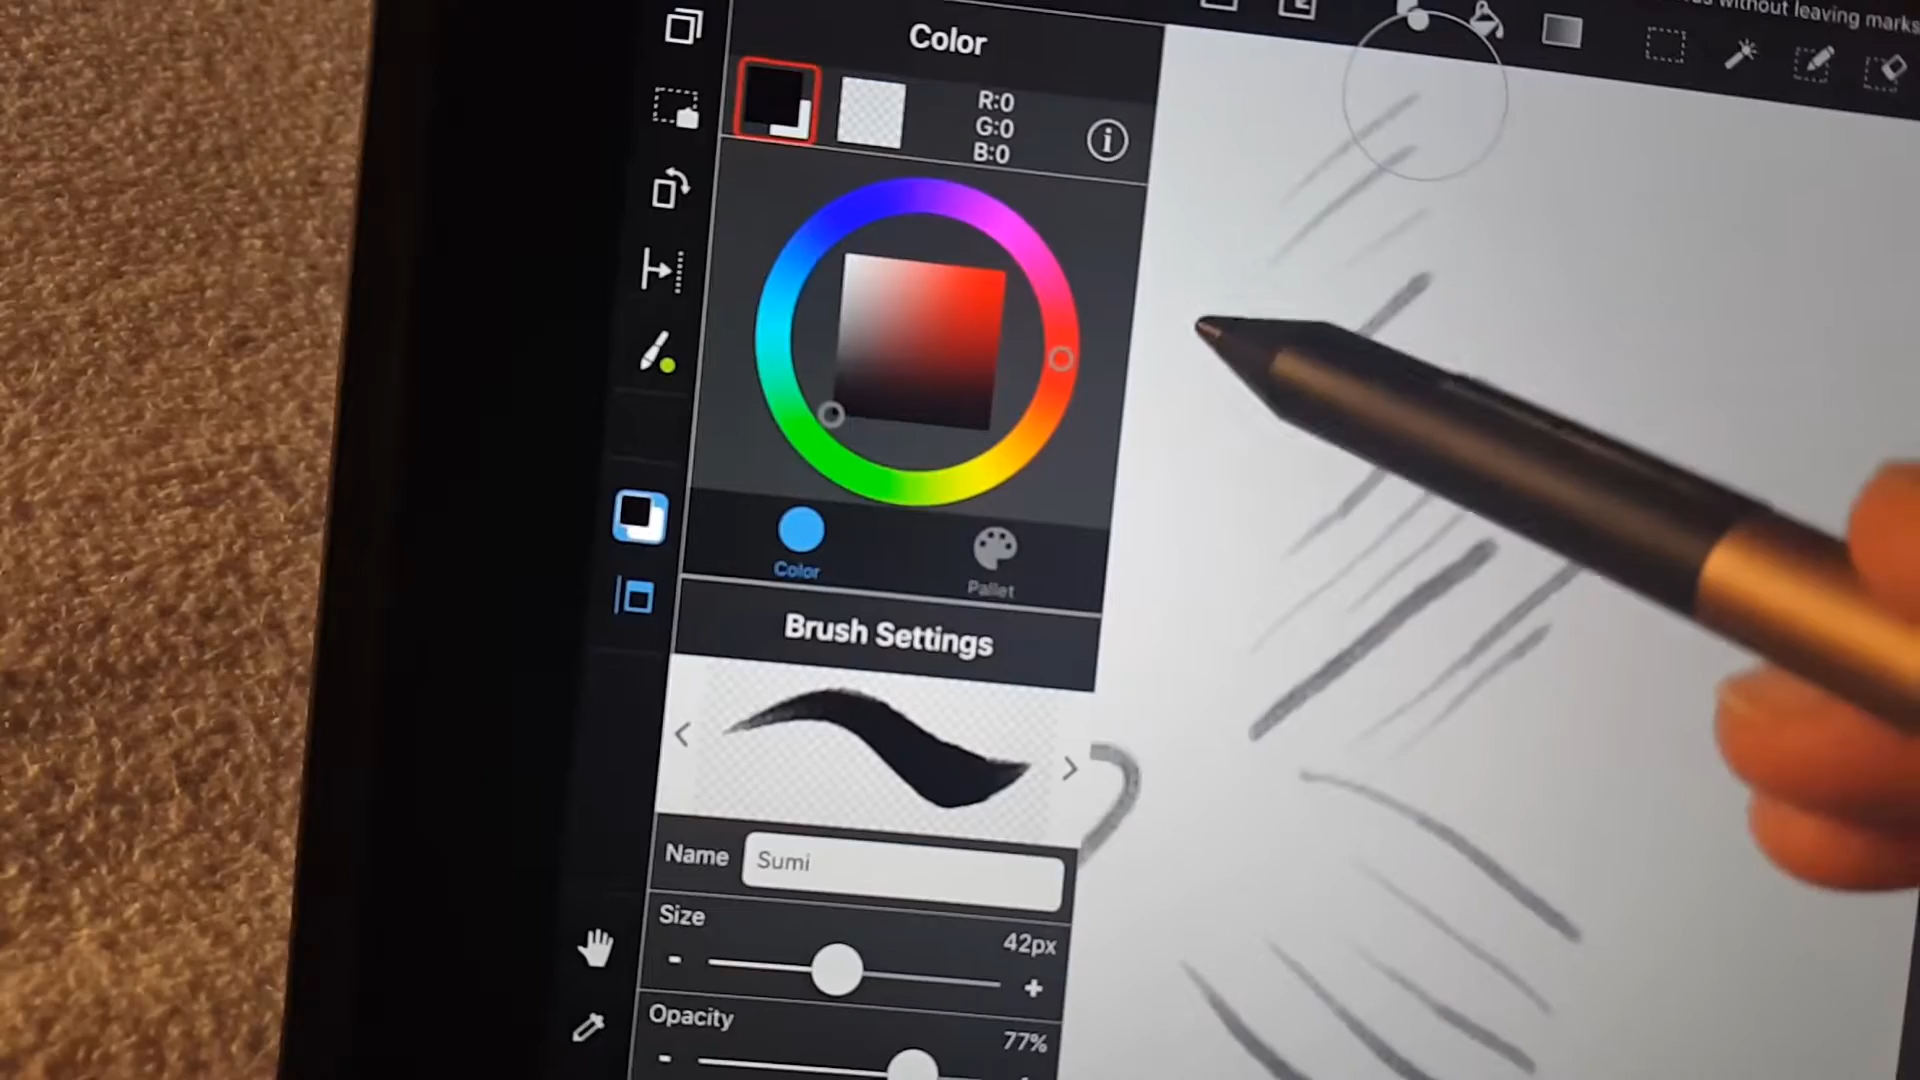 without leaving marks
Color
R:0
G:0
B:0
Color
Pallet
Brush Settings
Name
Sumi
Size
42px
Opacity
77%